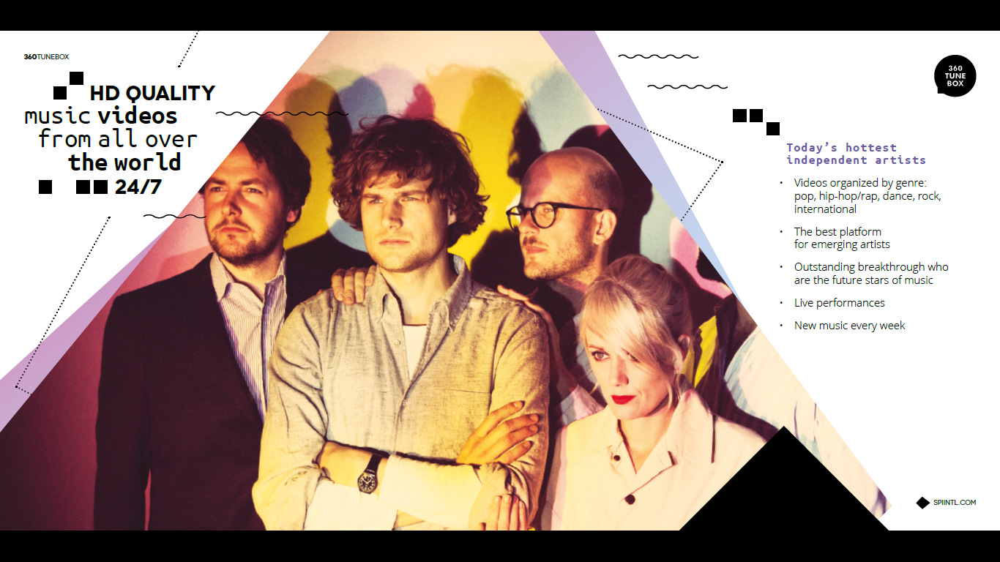 360TUNEBOX
HD QUALITY
music videos
from all over
the world
24/7
360
TUNE
BOX
Today's hottest
independent artists
• Videos organized by genre:
pop, hip-hop/rap, dance, rock,
international
• The best platform
for emerging artists
• Outstanding breakthrough who
are the future stars of music
• Live performances
• New music every week
SPIINTL.COM